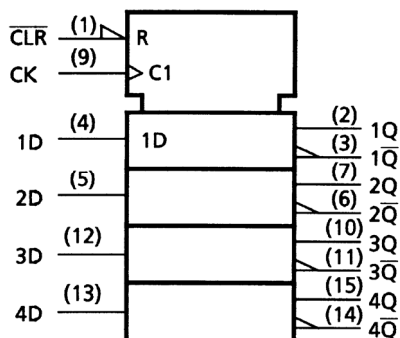 C̅L̅R̅ (1) R
CK (9) C1
1D (4) 1D (2) 1Q
(3) 1Q̅
2D (5) (7) 2Q
(6) 2Q̅
3D (12) (10) 3Q
(11) 3Q̅
4D (13) (15) 4Q
(14) 4Q̅